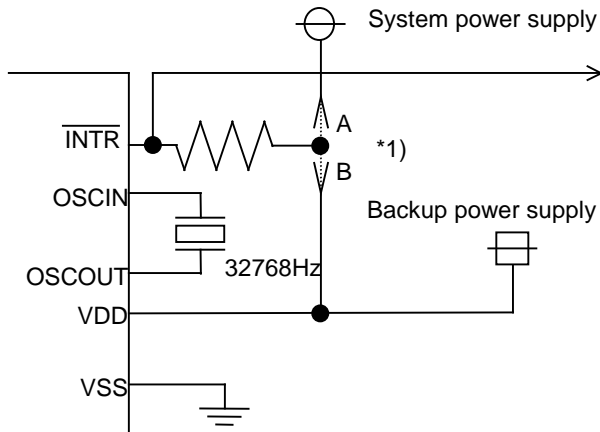 System power supply
A
INTR
*1)
B
OSCIN
Backup power supply
OSCOUT
32768Hz
VDD
VSS